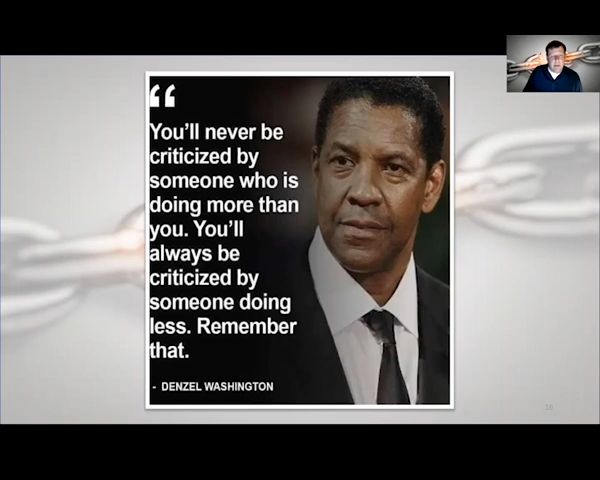 “
You’ll never be
criticized by
someone who is
doing more than
you. You’ll
always be
criticized by
someone doing
less. Remember
that.
- DENZEL WASHINGTON
16